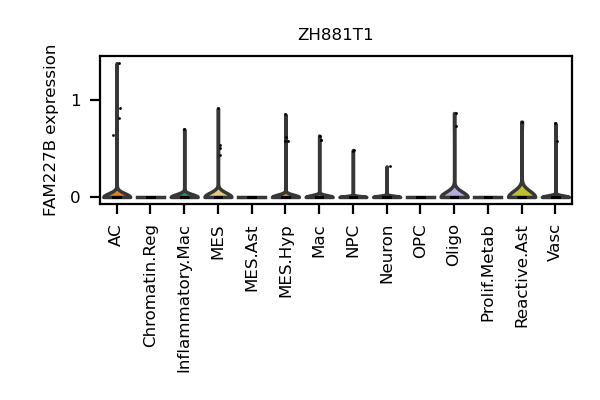 ZH881T1
FAM227B expression
1
0
AC
Chromatin.Reg
Inflammatory.Mac
MES
MES.Ast
MES.Hyp
Mac
NPC
Neuron
OPC
Oligo
Prolif.Metab
Reactive.Ast
Vasc